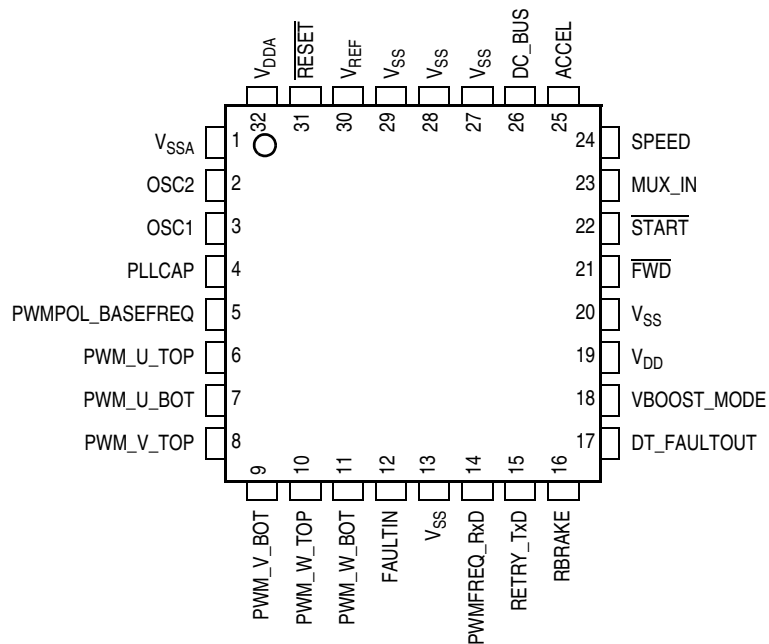 VDDA
RESET
VREF
VSS
VSS
VSS
DC_BUS
ACCEL
32
31
30
29
28
27
26
25
VSSA 1
24 SPEED
OSC2 2
23 MUX_IN
OSC1 3
22 START
PLLCAP 4
21 FWD
PWMPOL_BASEFREQ 5
20 VSS
PWM_U_TOP 6
19 VDD
PWM_U_BOT 7
18 VBOOST_MODE
PWM_V_TOP 8
17 DT_FAULTOUT
9
10
11
12
13
14
15
16
PWM_V_BOT
PWM_W_TOP
PWM_W_BOT
FAULTIN
VSS
PWMFREQ_RxD
RETRY_TxD
RBRAKE